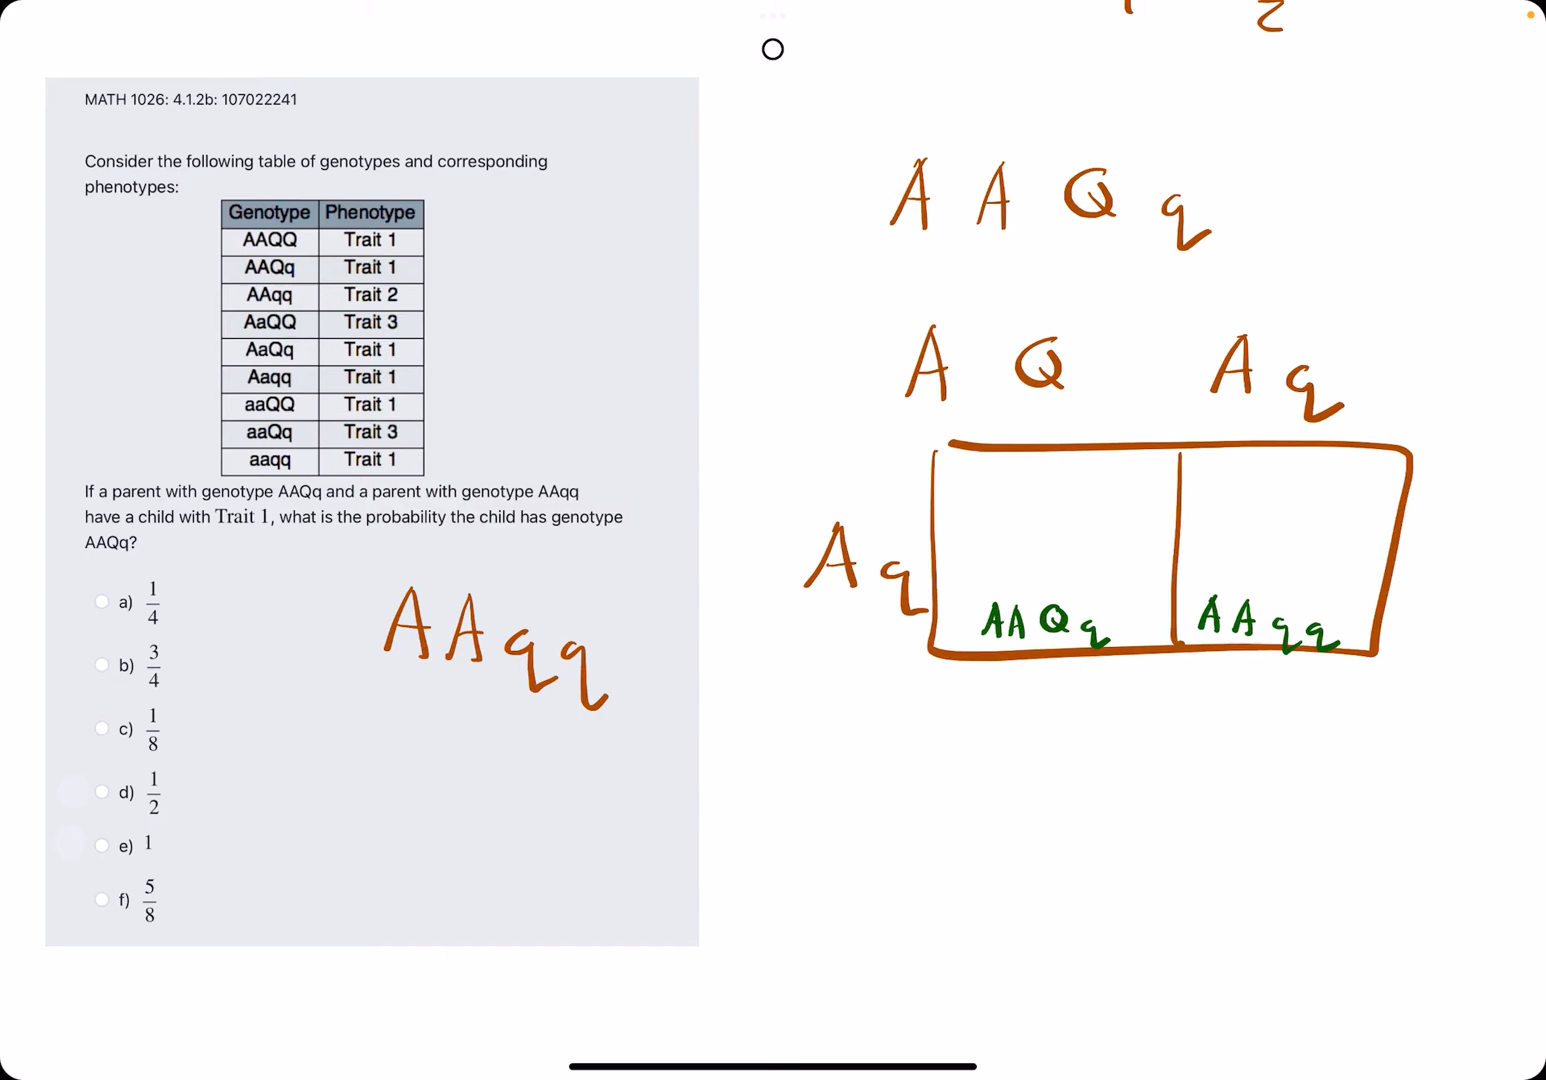 2
MATH 1026: 4.1.2b: 107022241
Consider the following table of genotypes and corresponding
phenotypes:
Genotype Phenotype
AAQQ Trait 1
AAQq Trait 1
AAqq Trait 2
AaQQ Trait 3
AaQq Trait 1
Aaqq Trait 1
aaQQ Trait 1
aaQq Trait 3
aaqq Trait 1
If a parent with genotype AAQq and a parent with genotype AAqq
have a child with Trait 1, what is the probability the child has genotype
AAQq?
a) 1/4
b) 3/4
c) 1/8
d) 1/2
e) 1
f) 5/8
AAqq
A A Q q
A Q A q
A q
AAQq AAqq